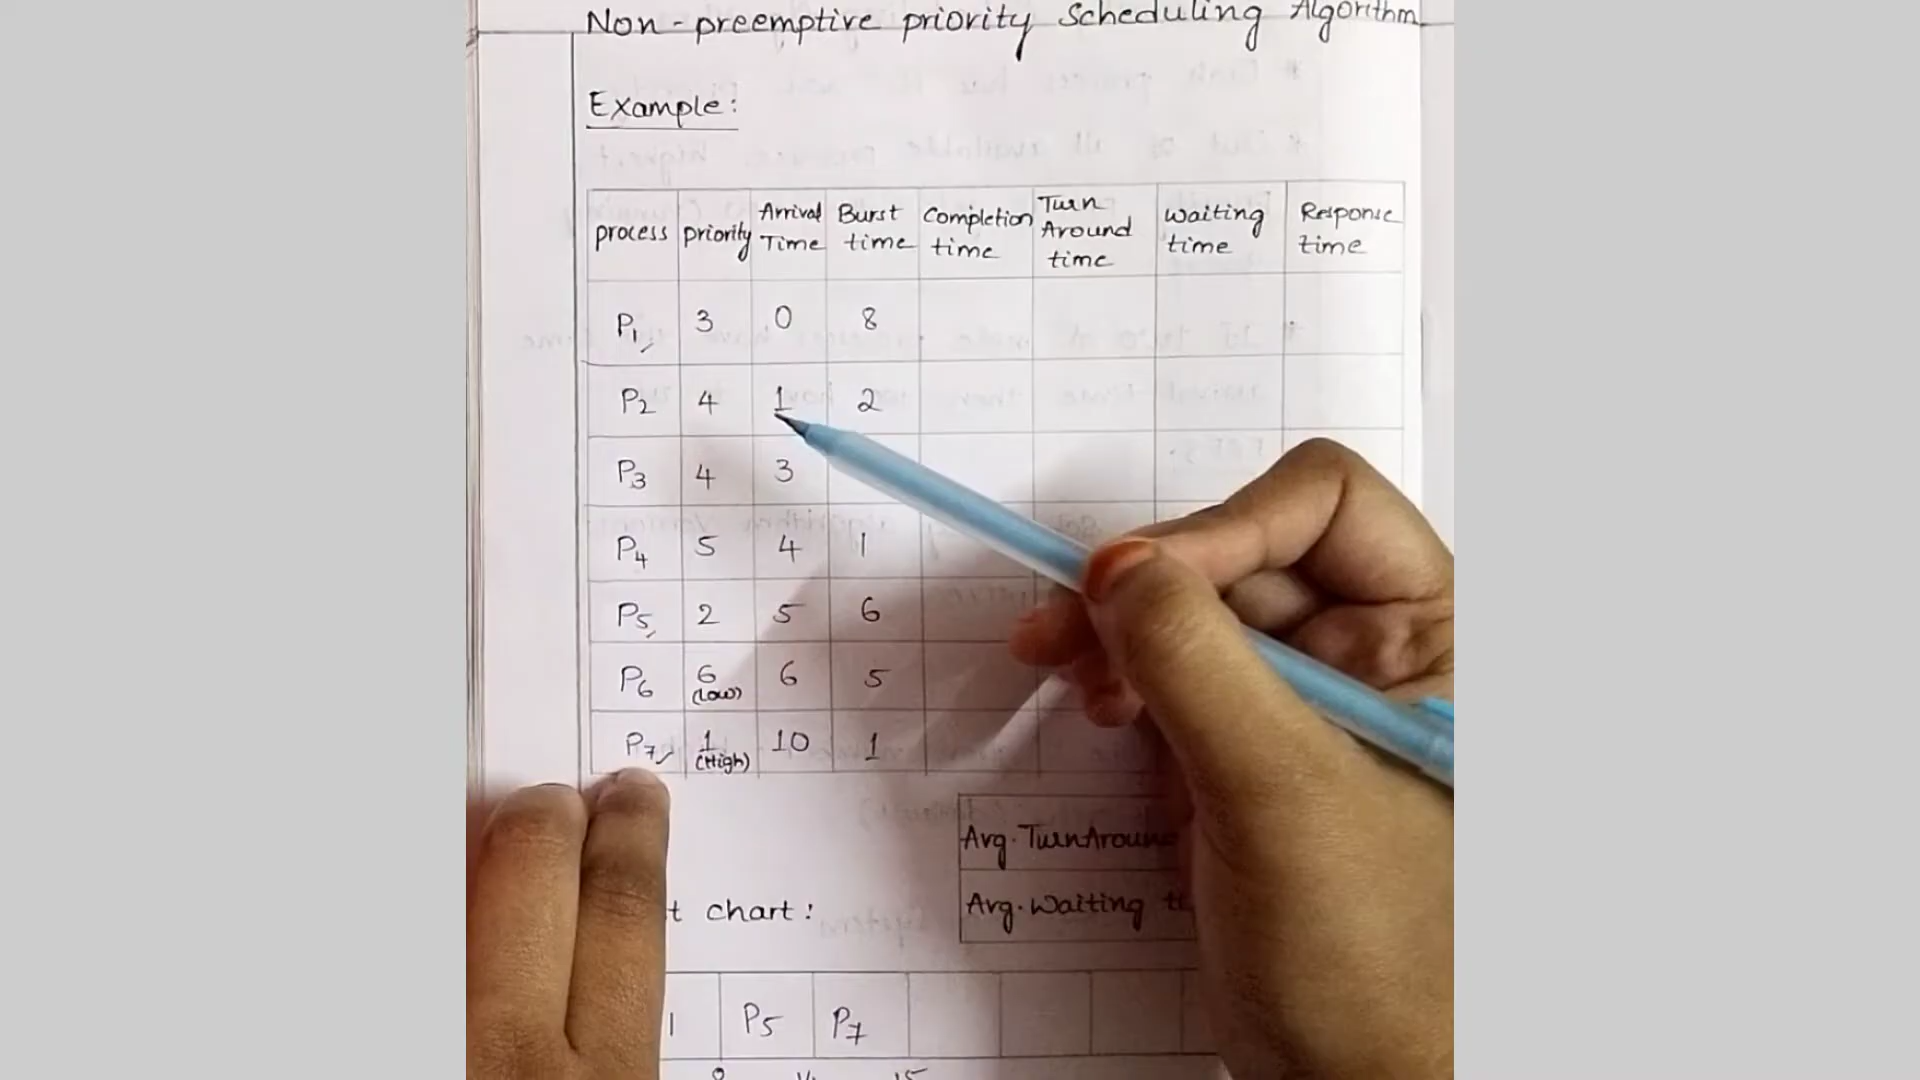 Non-preemptive priority Scheduling Algorithm
Example:
process priority Arrival Time Burst time Completion time Turn Around time waiting time Response time
P1 3 0 8
P2 4 1 2
P3 4 3
P4 5 4 1
P5 2 5 6
P6 6 (Low) 6 5
P7 1 (High) 10 1
Avg. TurnAroun
Avg. Waiting
t chart:
P5 P7
15